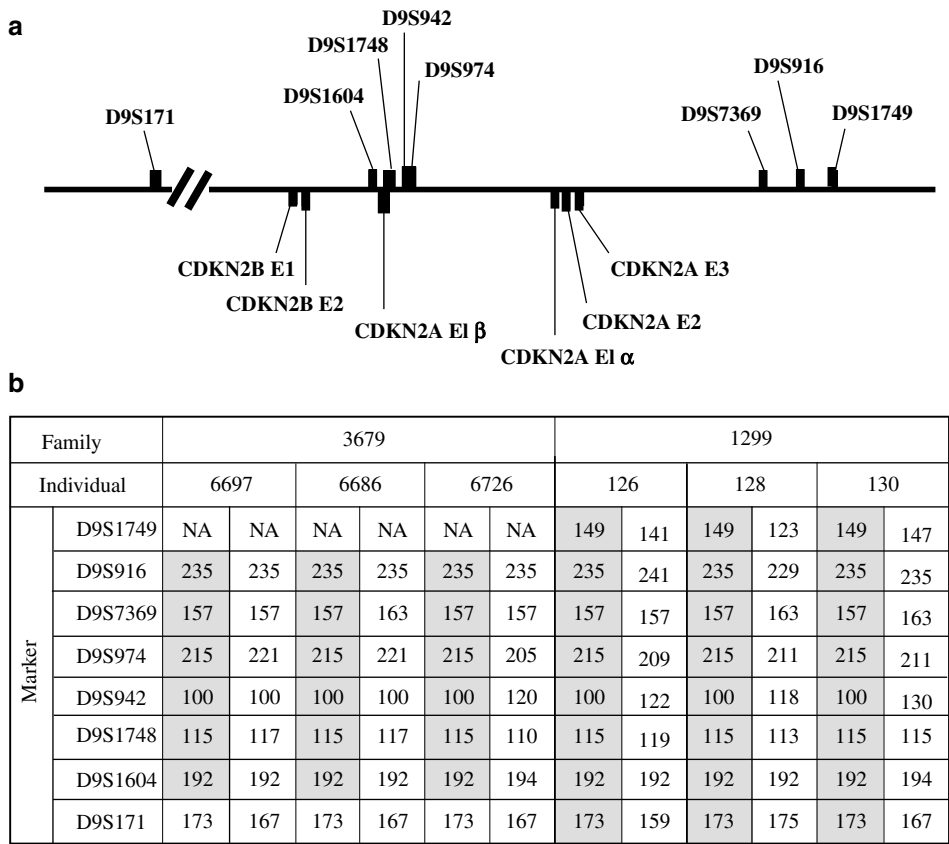 a
D9S942
D9S1748
D9S974
D9S1604
D9S916
D9S171
D9S7369
D9S1749
CDKN2B E1
CDKN2A E3
CDKN2B E2
CDKN2A E2
CDKN2A El β
CDKN2A El α
b
Family 3679 1299
Individual 6697 6686 6726 126 128 130
Marker
D9S1749 NA NA NA NA NA NA 149 141 149 123 149 147
D9S916 235 235 235 235 235 235 235 241 235 229 235 235
D9S7369 157 157 157 163 157 157 157 157 157 163 157 163
D9S974 215 221 215 221 215 205 215 209 215 211 215 211
D9S942 100 100 100 100 100 120 100 122 100 118 100 130
D9S1748 115 117 115 117 115 110 115 119 115 113 115 115
D9S1604 192 192 192 192 192 194 192 192 192 192 192 194
D9S171 173 167 173 167 173 167 173 159 173 175 173 167